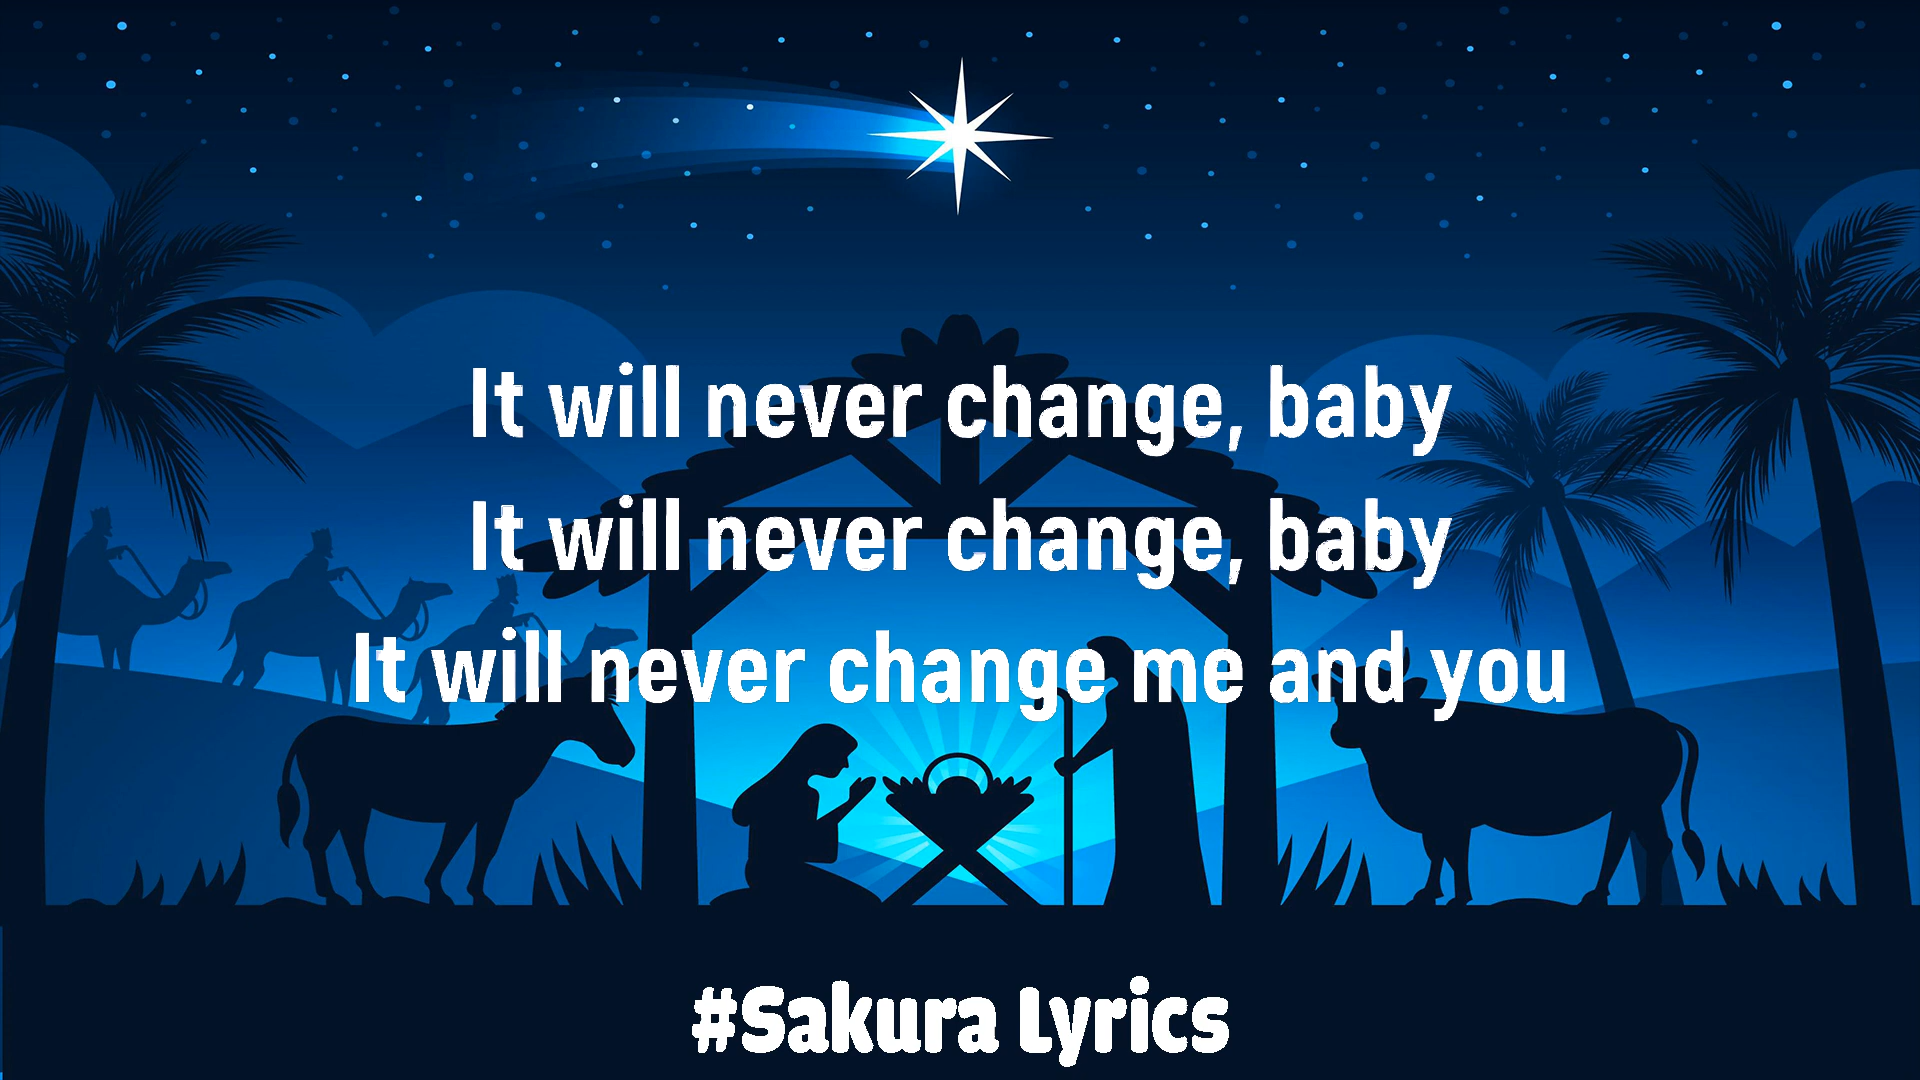 It will never change, baby
It will never change, baby
It will never change me and you
#Sakura Lyrics